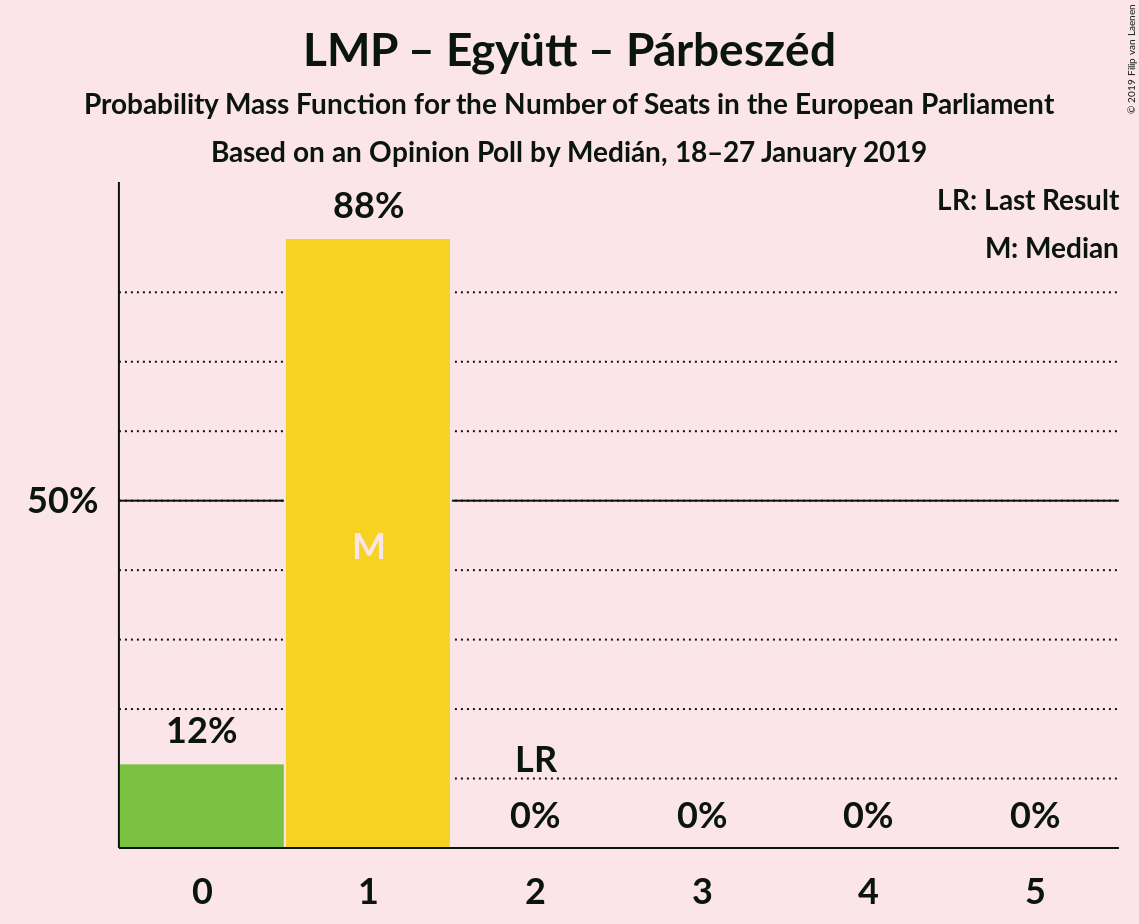 LMP – Együtt – Párbeszéd
Probability Mass Function for the Number of Seats in the European Parliament
Based on an Opinion Poll by Medián, 18–27 January 2019
© 2019 Filip van Laenen
LR: Last Result
M: Median
88%
50%
M
12%
LR
0% 0% 0% 0%
0 1 2 3 4 5